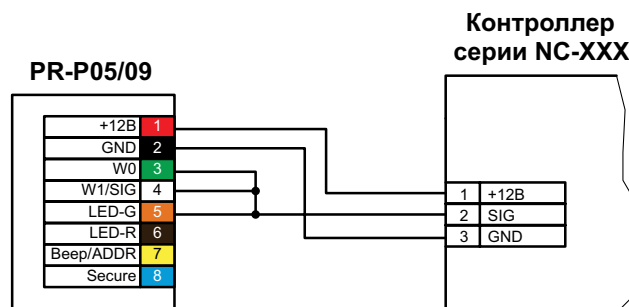 Контроллер
серии NC-XXX
PR-P05/09
+12В 1
GND 2
W0 3
W1/SIG 4
LED-G 5
LED-R 6
Beep/ADDR 7
Secure 8
1 +12В
2 SIG
3 GND